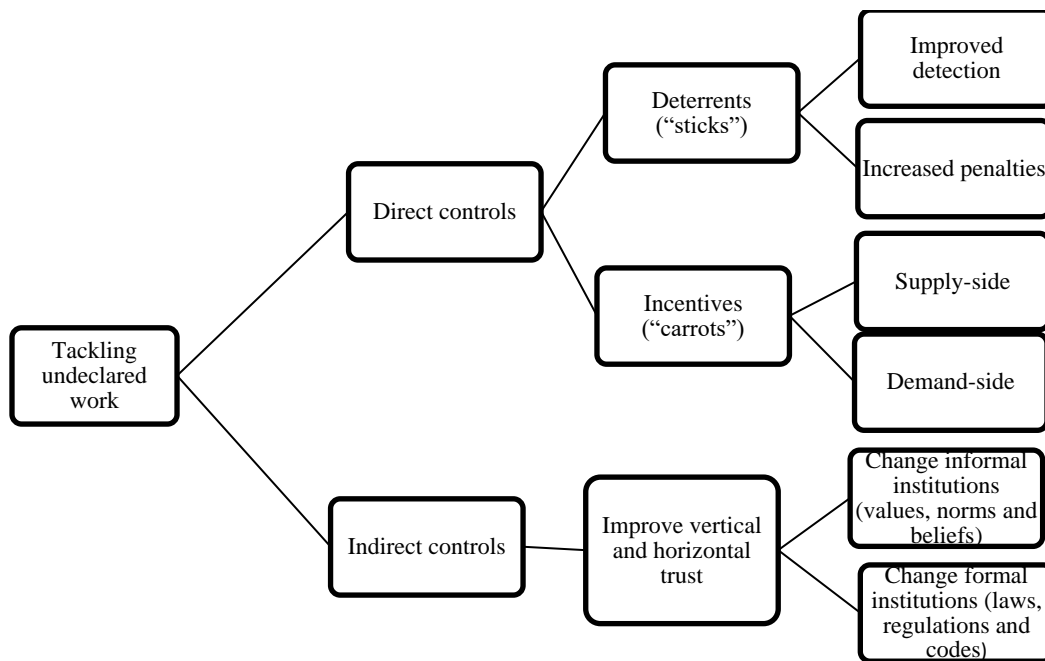 Tackling
undeclared
work
Direct controls
Deterrents
(“sticks”)
Improved
detection
Increased penalties
Incentives
(“carrots”)
Supply-side
Demand-side
Indirect controls
Improve vertical
and horizontal
trust
Change informal
institutions
(values, norms and
beliefs)
Change formal
institutions (laws,
regulations and
codes)